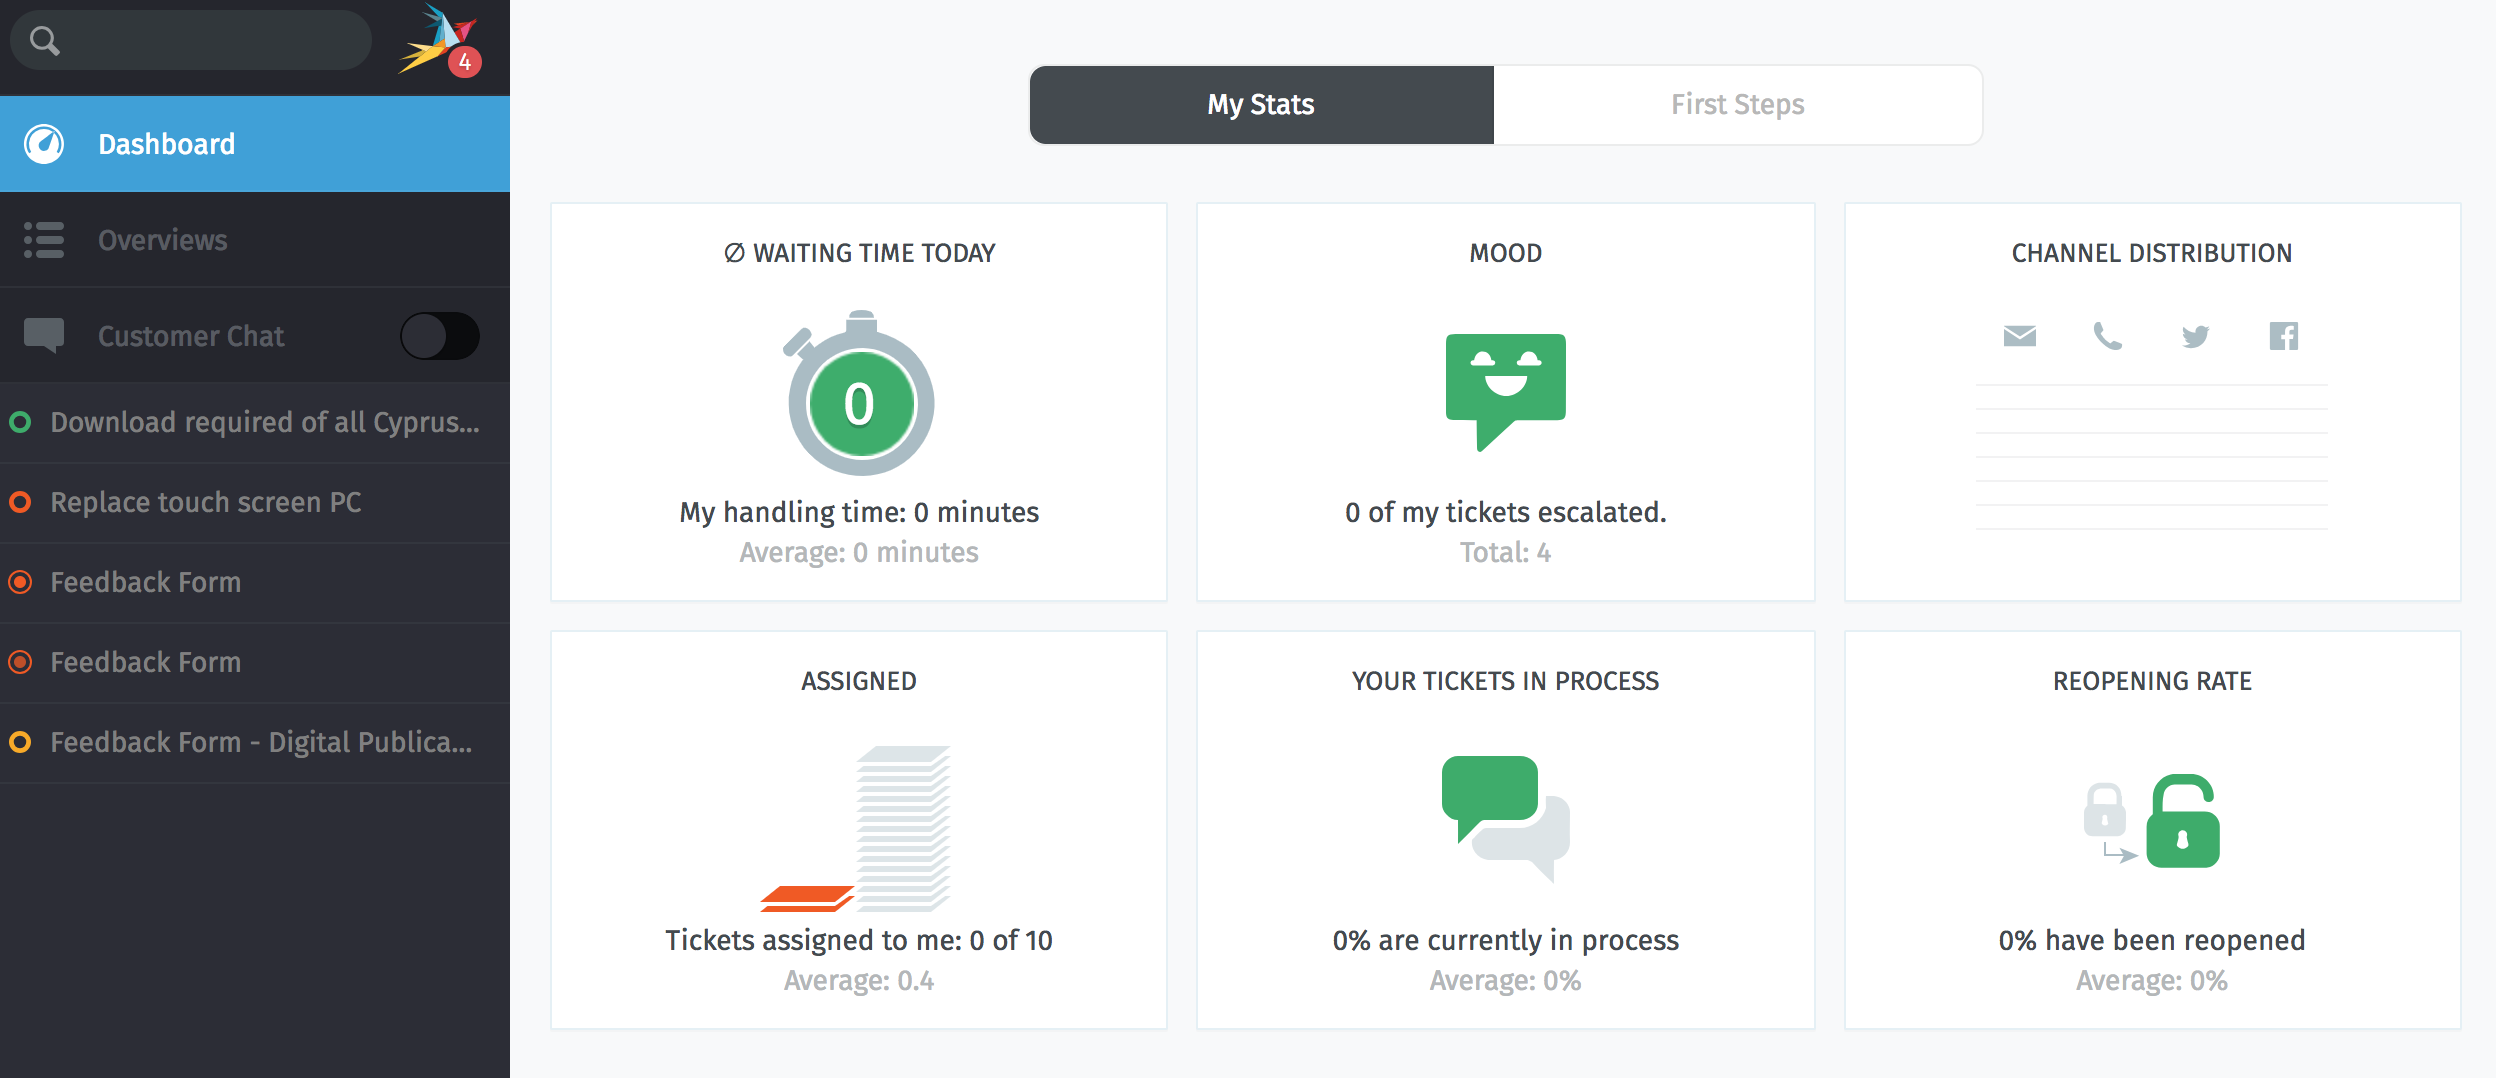 4
Dashboard
Overviews
Customer Chat
Download required of all Cyprus...
Replace touch screen PC
Feedback Form
Feedback Form
Feedback Form - Digital Publica...
My Stats
First Steps
∅ WAITING TIME TODAY
0
My handling time: 0 minutes
Average: 0 minutes
MOOD
0 of my tickets escalated.
Total: 4
CHANNEL DISTRIBUTION
ASSIGNED
Tickets assigned to me: 0 of 10
Average: 0.4
YOUR TICKETS IN PROCESS
0% are currently in process
Average: 0%
REOPENING RATE
0% have been reopened
Average: 0%